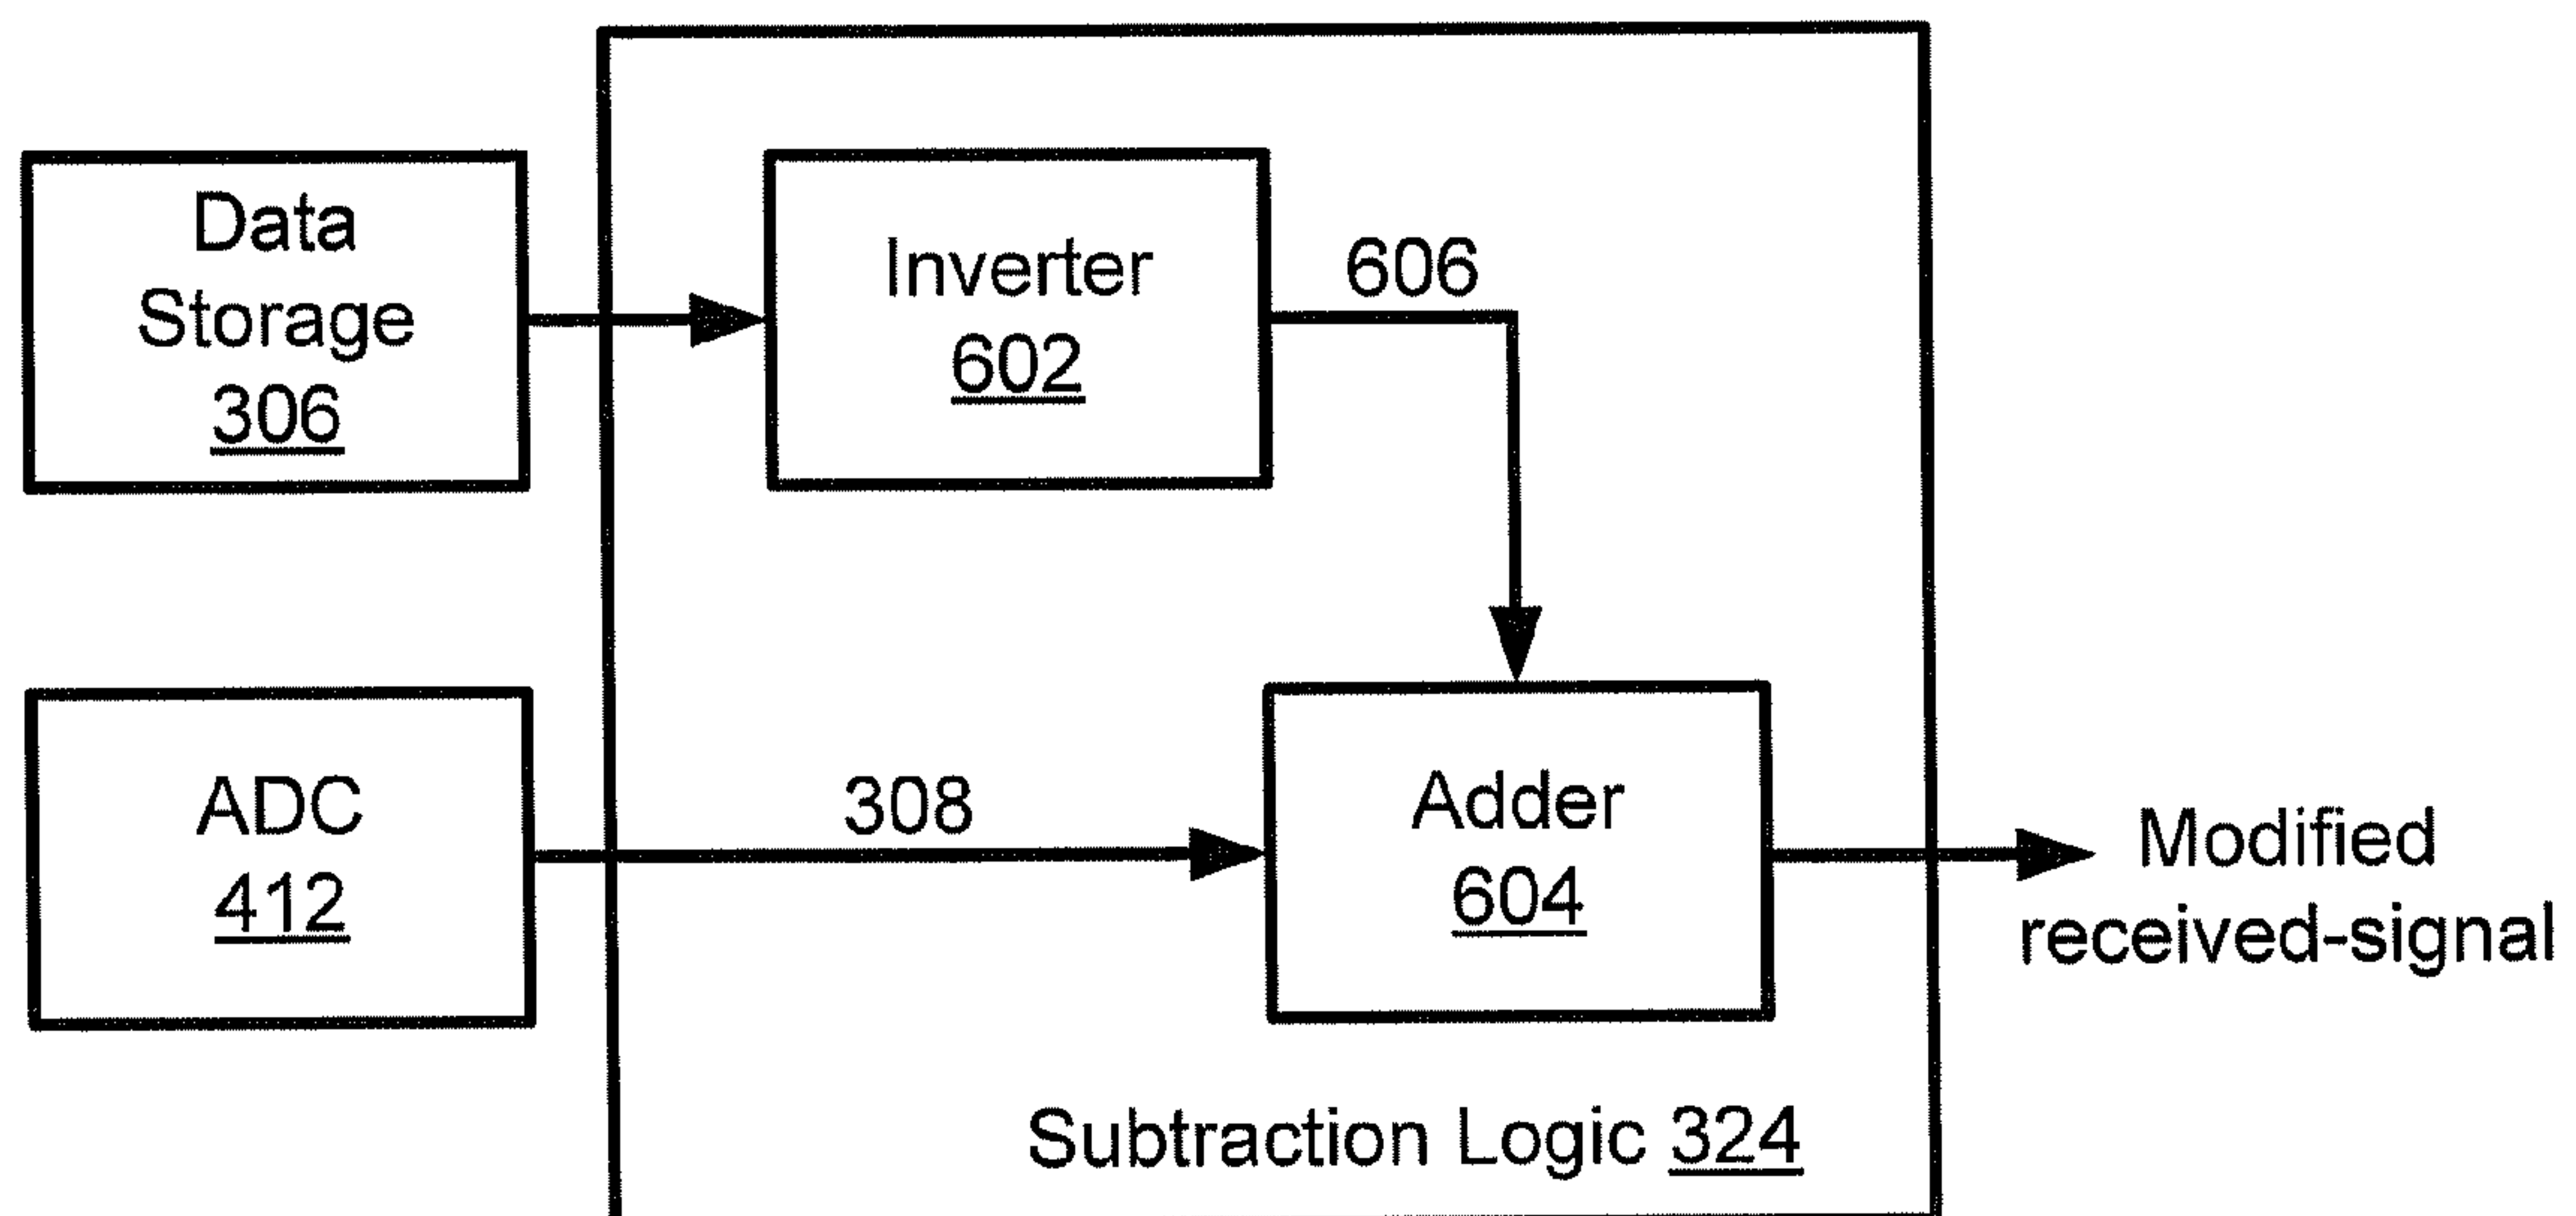 Data
Storage
306
Inverter
602
606
ADC
412
308
Adder
604
Modified
received-signal
Subtraction Logic 324